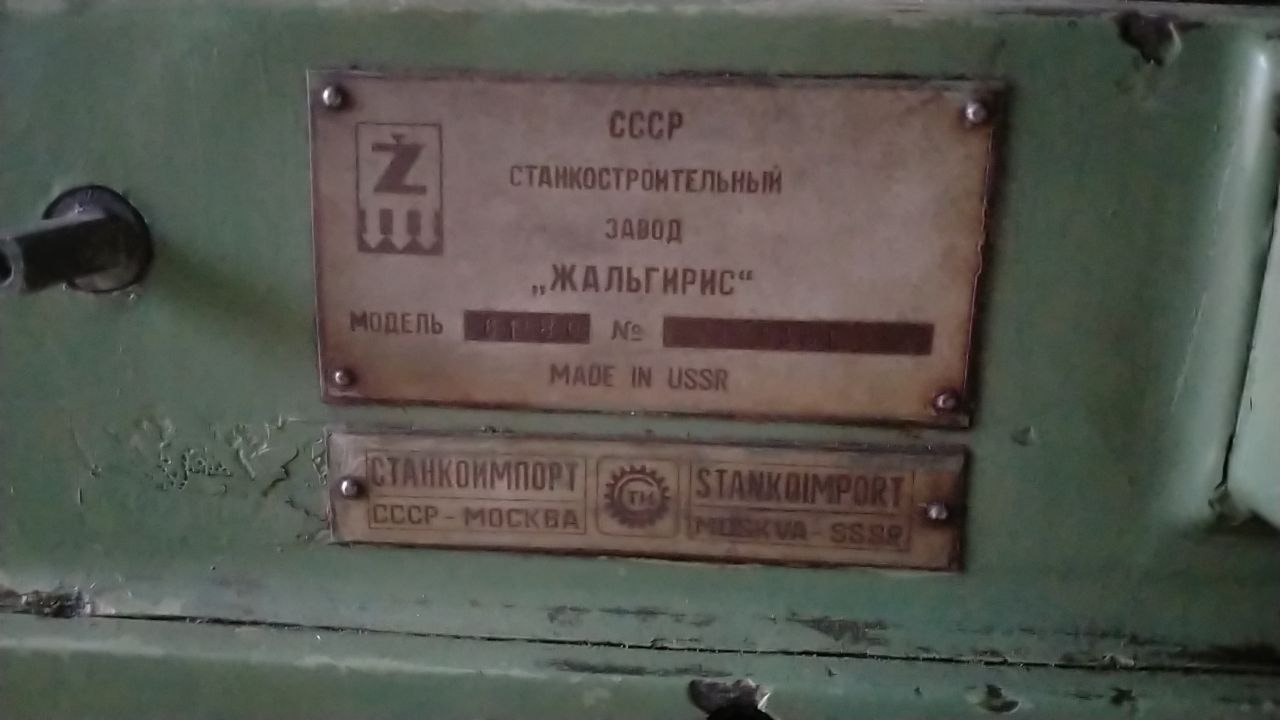 СССР
СТАНКОСТРОИТЕЛЬНЫЙ
ЗАВОД
„ЖАЛЬГИРИС“
МОДЕЛЬ №
MADE IN USSR
СТАНКОИМПОРТ
СССР - МОСКВА
STANKOIMPORT
MOSKVA - SSSR